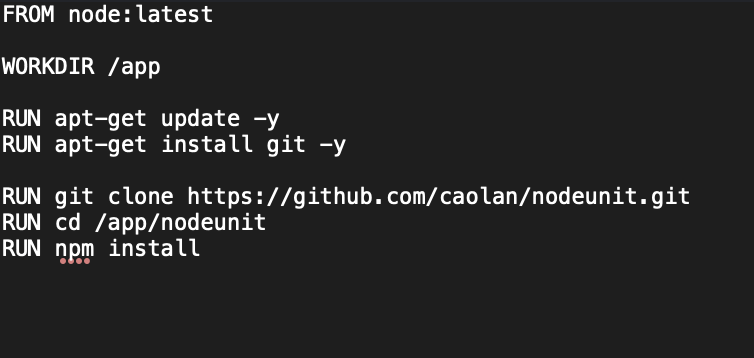 FROM node:latest
WORKDIR /app
RUN apt-get update -y
RUN apt-get install git -y
RUN git clone https://github.com/caolan/nodeunit.git
RUN cd /app/nodeunit
RUN npm install